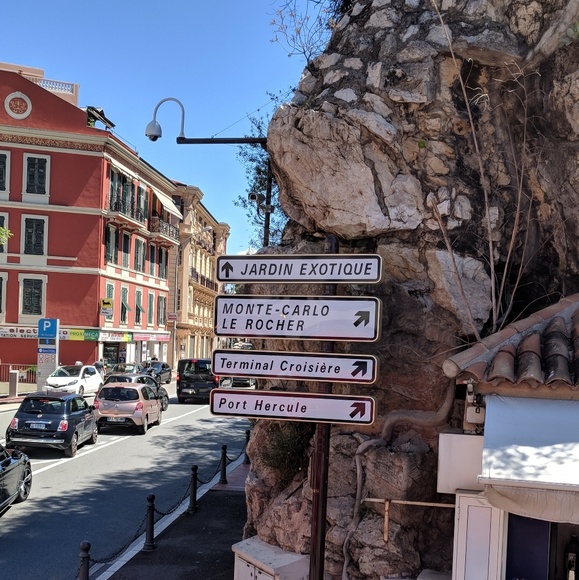 JARDIN EXOTIQUE
MONTE-CARLO
LE ROCHER
Terminal Croisière
Port Hercule
P